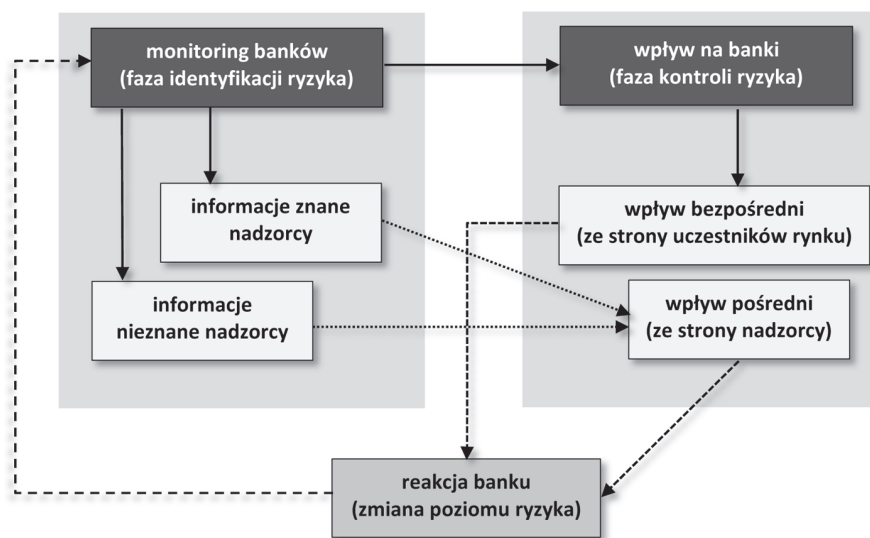 monitoring banków
(faza identyfikacji ryzyka)
wpływ na banki
(faza kontroli ryzyka)
informacje znane
nadzorcy
wpływ bezpośredni
(ze strony uczestników rynku)
informacje
nieznane nadzorcy
wpływ pośredni
(ze strony nadzorcy)
reakcja banku
(zmiana poziomu ryzyka)